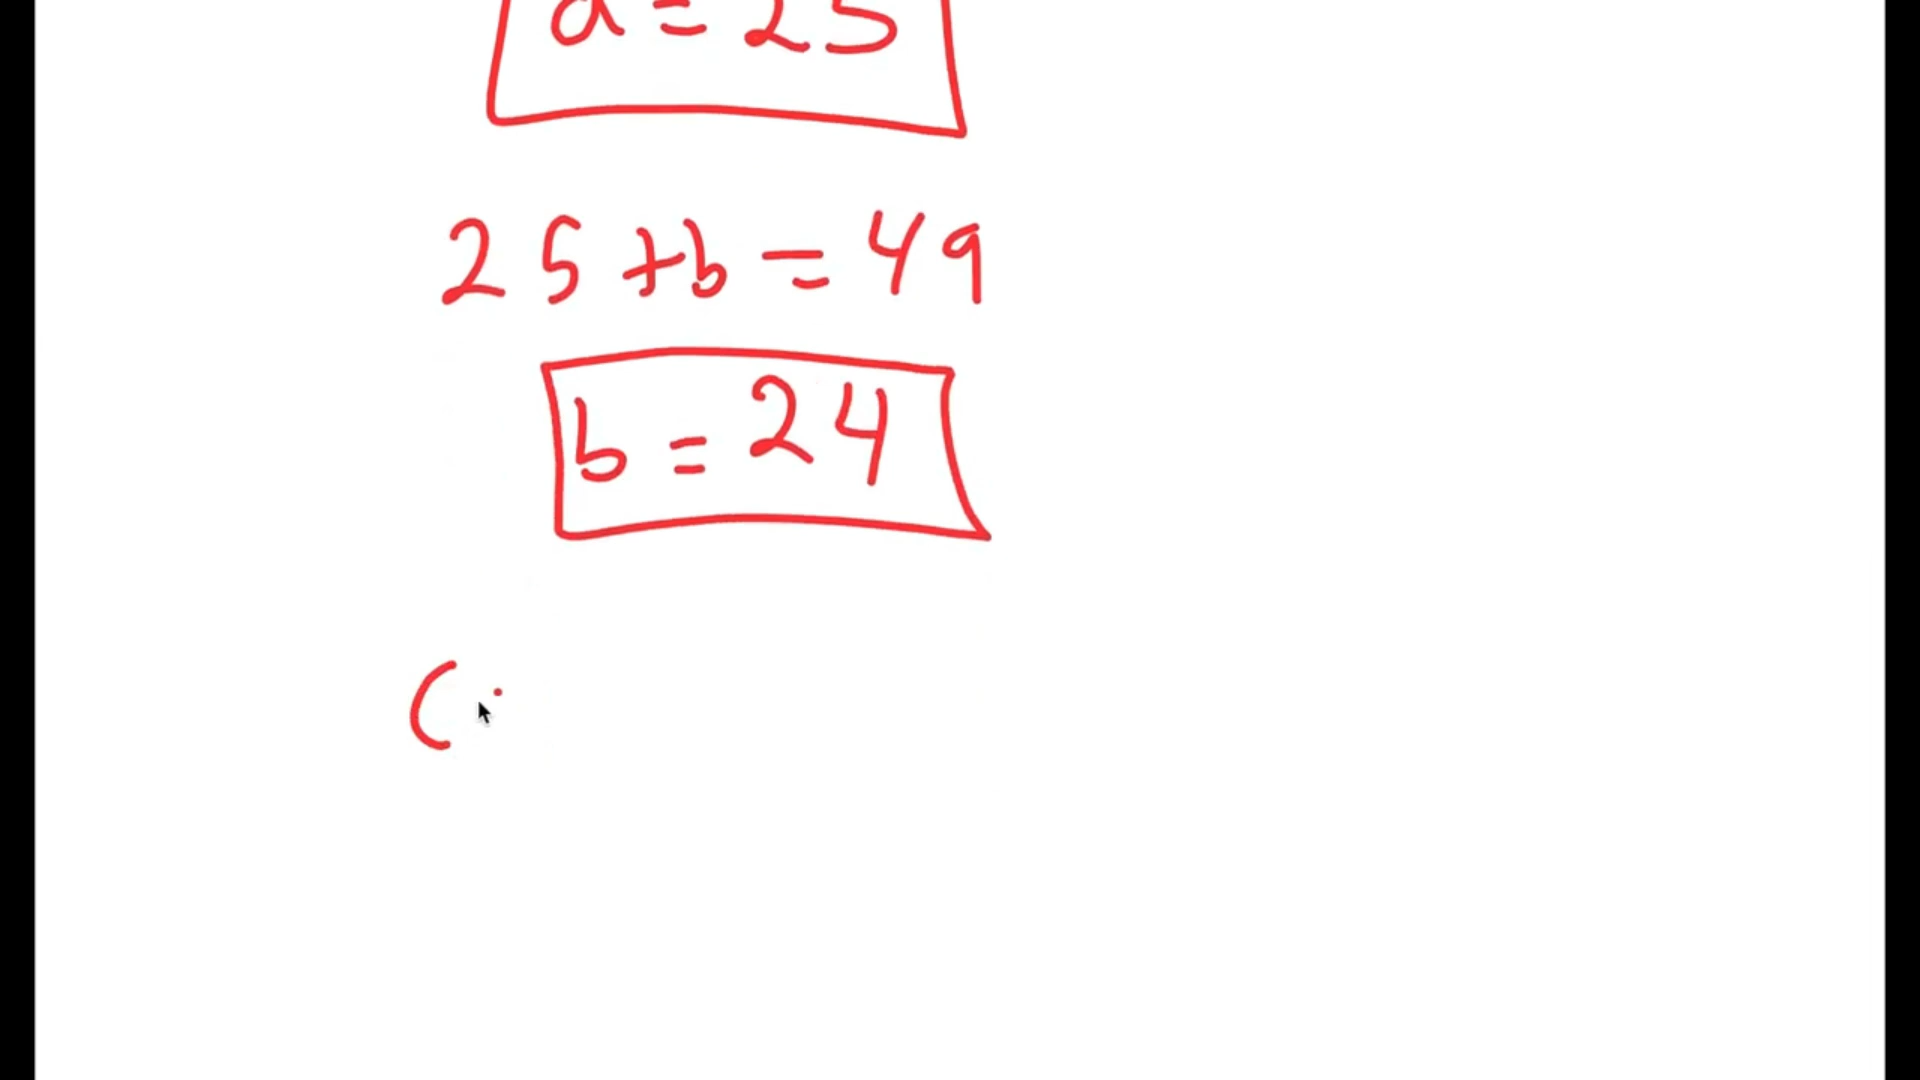 a = 25
25 + b = 49
b = 24
(